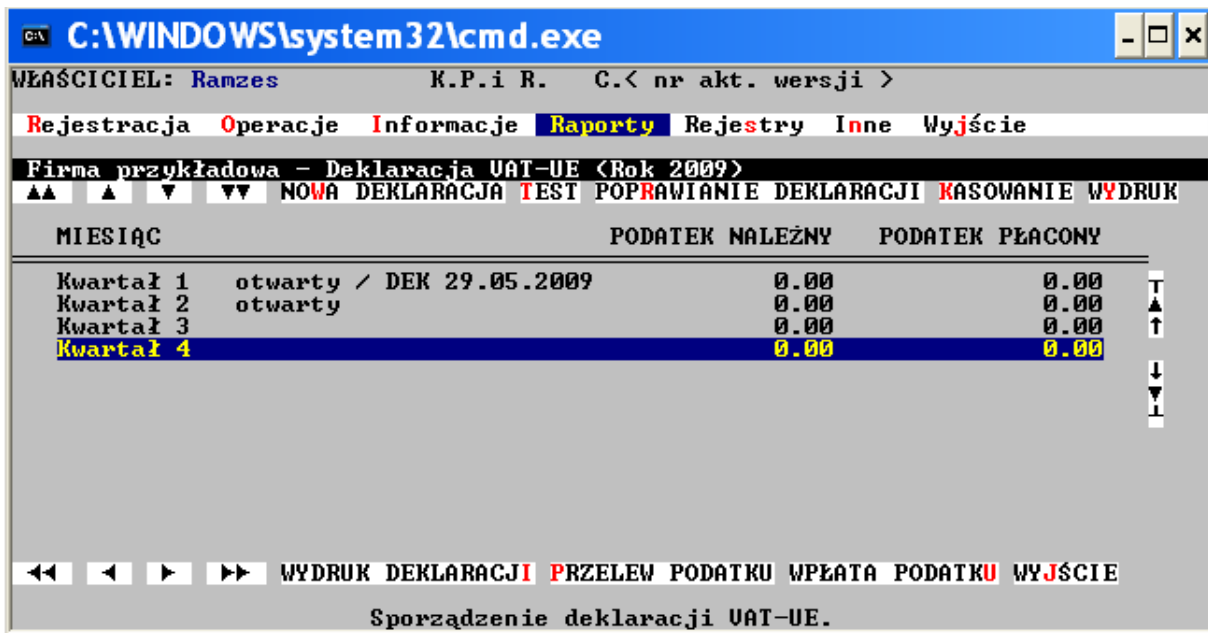 C:\WINDOWS\system32\cmd.exe
WŁAŚCICIEL: Ramzes K.P.i R. C.< nr akt. wersji >
Rejestracja Operacje Informacje Raporty Rejestry Inne Wyjście
Firma przykładowa - Deklaracja VAT-UE (Rok 2009)
▲▲ ▲ ▼ ▼▼ NOWA DEKLARACJA TEST POPRAWIANIE DEKLARACJI KASOWANIE WYDRUK
MIESIĄC PODATEK NALEŻNY PODATEK PŁACONY
Kwartał 1 otwarty / DEK 29.05.2009 0.00 0.00
Kwartał 2 otwarty 0.00 0.00
Kwartał 3 0.00 0.00
Kwartał 4 0.00 0.00
◄◄ ◄ ► ►► WYDRUK DEKLARACJI PRZELEW PODATKU WPŁATA PODATKU WYJŚCIE
Sporządzenie deklaracji VAT-UE.